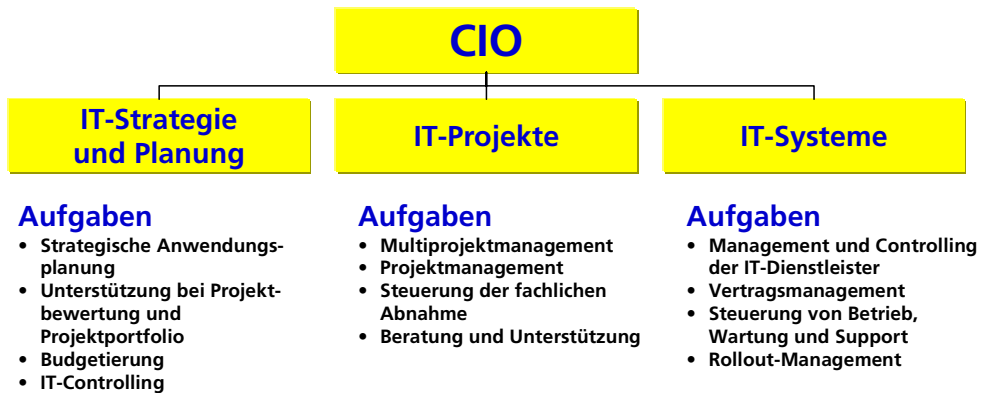 CIO
IT-Strategie
und Planung
IT-Projekte
IT-Systeme
Aufgaben
• Strategische Anwendungs-
planung
• Unterstützung bei Projekt-
bewertung und
Projektportfolio
• Budgetierung
• IT-Controlling
Aufgaben
• Multiprojektmanagement
• Projektmanagement
• Steuerung der fachlichen
Abnahme
• Beratung und Unterstützung
Aufgaben
• Management und Controlling
der IT-Dienstleister
• Vertragsmanagement
• Steuerung von Betrieb,
Wartung und Support
• Rollout-Management